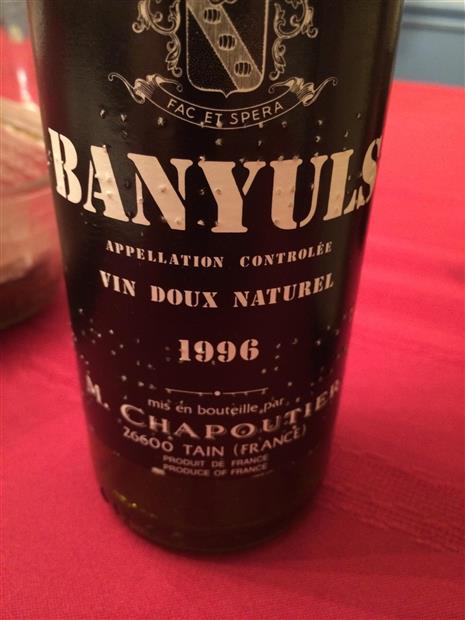 FAC ET SPERA
BANYULS
APPELLATION CONTROLÉE
VIN DOUX NATUREL
1996
mis en bouteille par
M. CHAPOUTIER
26600 TAIN (FRANCE)
PRODUIT DE FRANCE
PRODUCE OF FRANCE